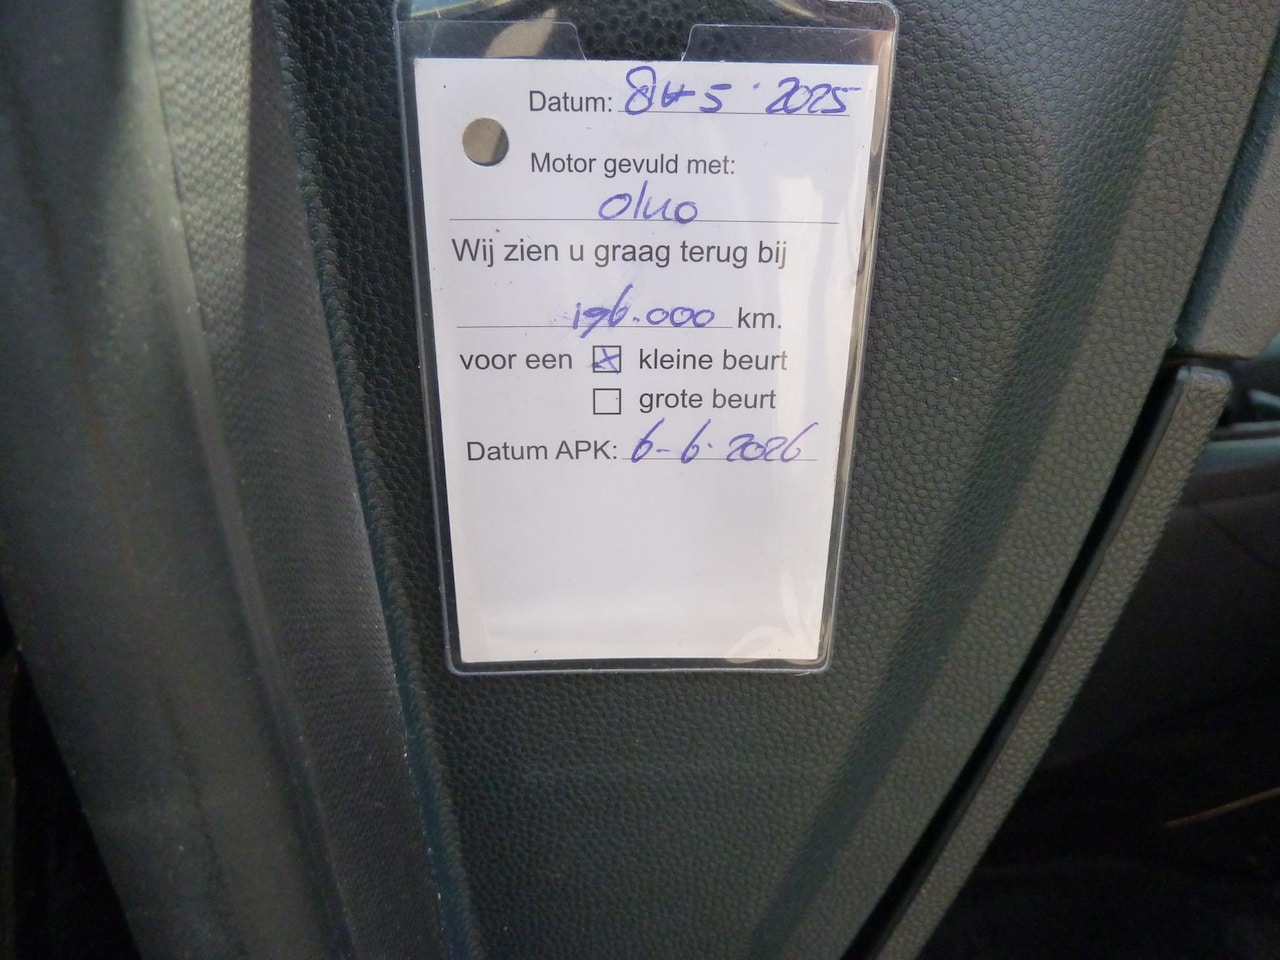 Datum: 8-5-2025
Motor gevuld met:
Wij zien u graag terug bij
196.000 km.
voor een ☒ kleine beurt
☐ grote beurt
Datum APK: 6-6-2026